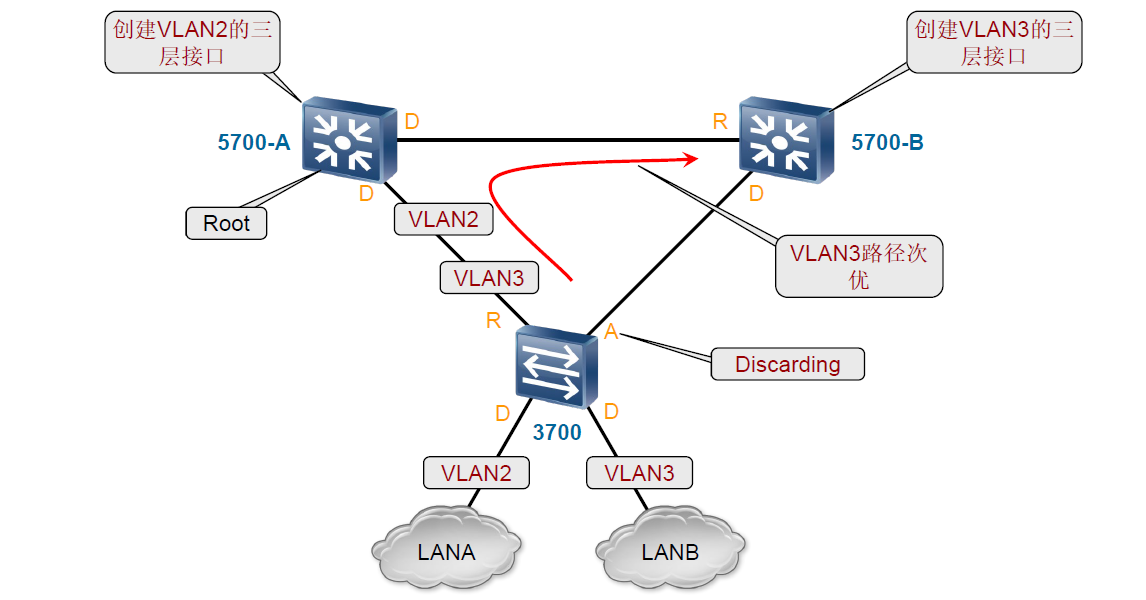 创建VLAN2的三
层接口
创建VLAN3的三
层接口
D
R
5700-A
5700-B
D
D
Root
VLAN2
VLAN3路径次
优
VLAN3
R
A
Discarding
D
D
3700
VLAN2
VLAN3
LANA
LANB